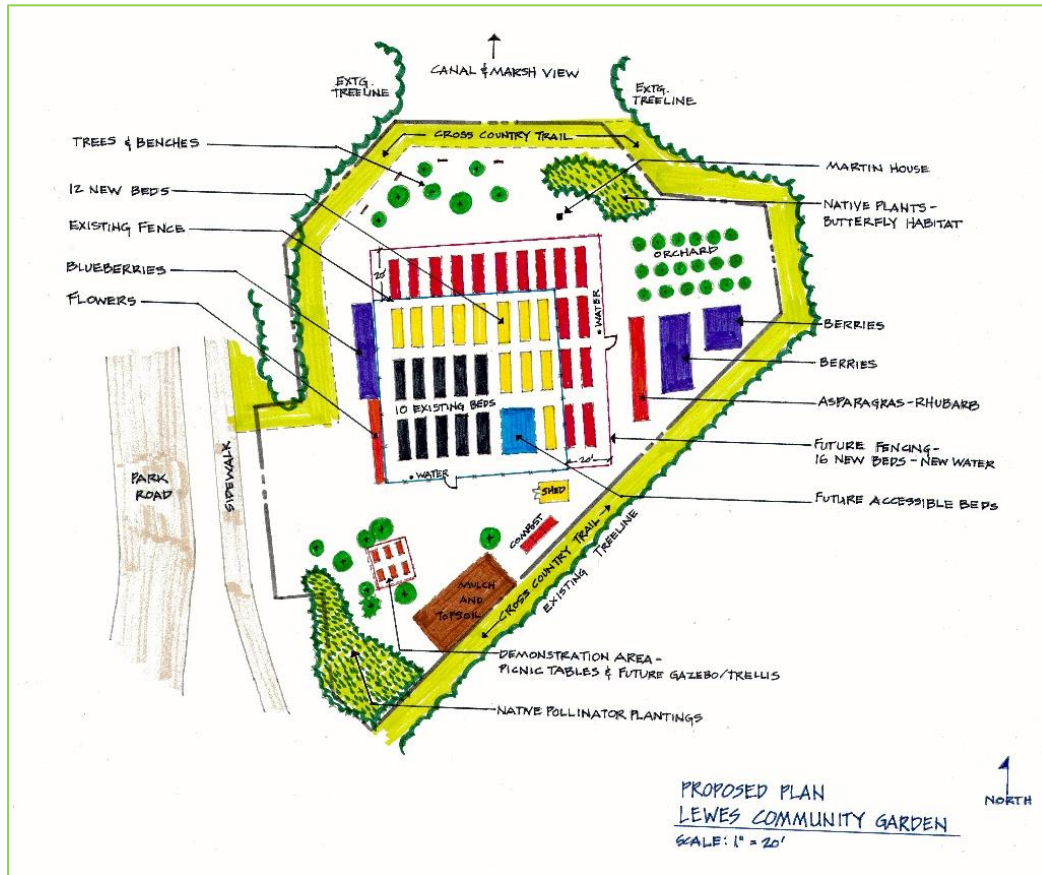 CANAL & MARSH VIEW
EXTG.
TREELINE
EXTG.
TREELINE
CROSS COUNTRY TRAIL
TREES & BENCHES
12 NEW BEDS
EXISTING FENCE
BLUEBERRIES
FLOWERS
MARTIN HOUSE
NATIVE PLANTS -
BUTTERFLY HABITAT
ORCHARD
20'
WATER
BERRIES
BERRIES
ASPARAGRAS - RHUBARB
10 EXISTING BEDS
FUTURE FENCING -
16 NEW BEDS - NEW WATER
WATER
20'
FUTURE ACCESSIBLE BEDS
PARK
ROAD
SIDEWALK
SHED
COMPOST
CROSS COUNTRY TRAIL
EXISTING TREELINE
MULCH
AND
TOPSOIL
DEMONSTRATION AREA -
PICNIC TABLES & FUTURE GAZEBO/TRELLIS
NATIVE POLLINATOR PLANTINGS
PROPOSED PLAN
LEWES COMMUNITY GARDEN
SCALE: 1" = 20'
NORTH